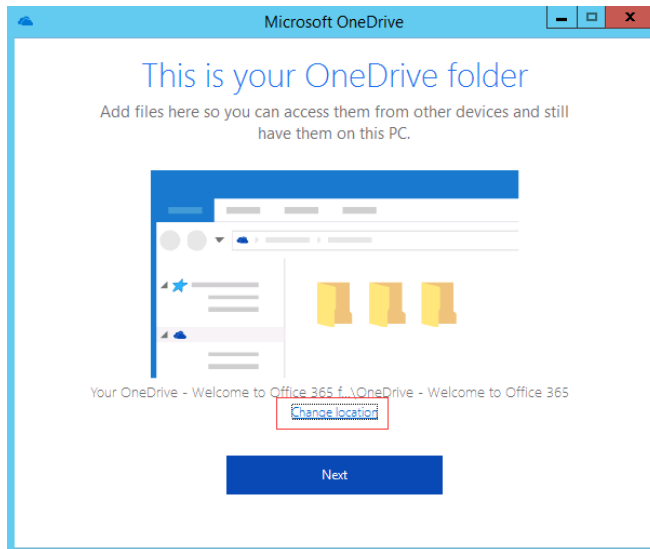 Microsoft OneDrive
This is your OneDrive folder
Add files here so you can access them from other devices and still
have them on this PC.
Your OneDrive - Welcome to Office 365 f...\OneDrive - Welcome to Office 365
Change location
Next